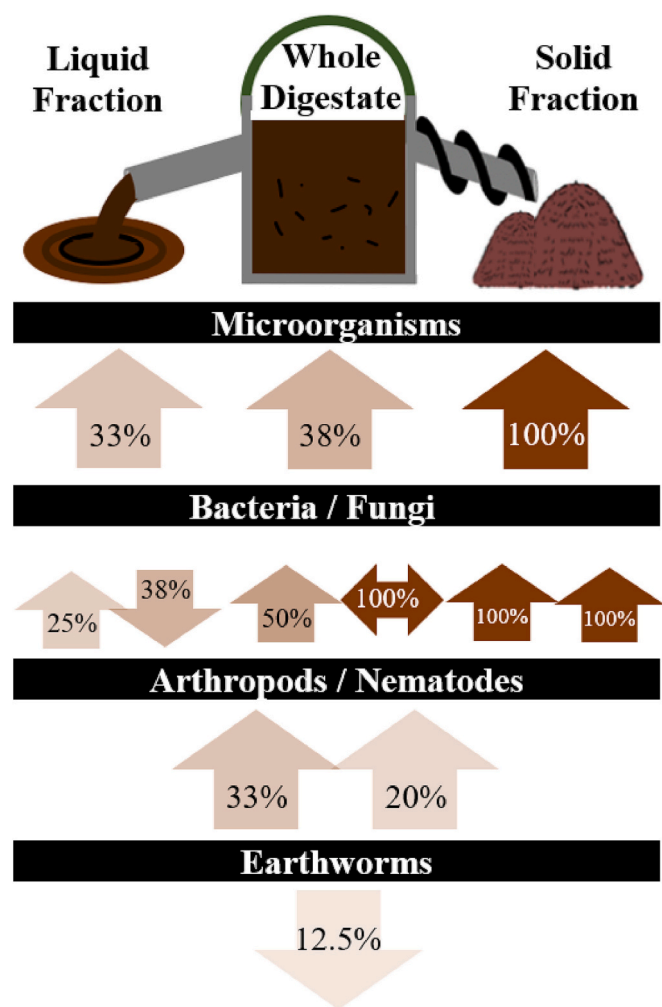 Liquid
Fraction
Whole
Digestate
Solid
Fraction
Microorganisms
33%
38%
100%
Bacteria / Fungi
25%
38%
50%
100%
100%
100%
Arthropods / Nematodes
33%
20%
Earthworms
12.5%